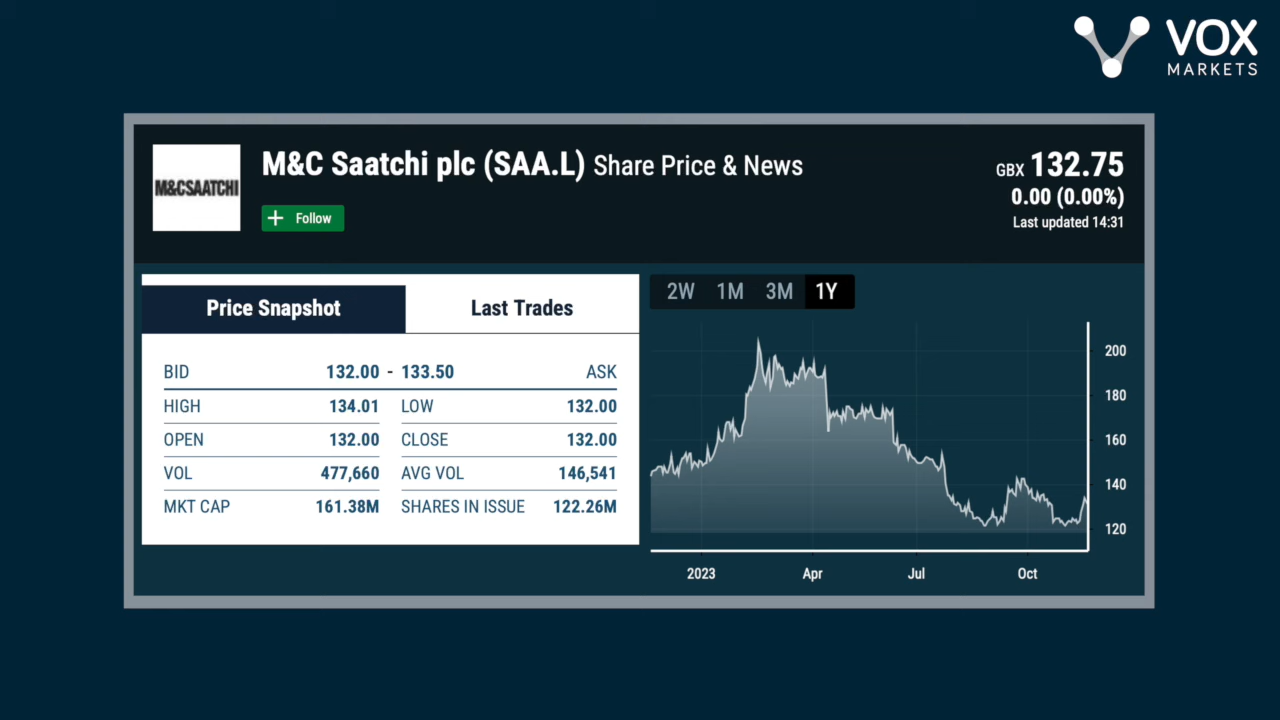 VOX
MARKETS
M&CSAATCHI
M&C Saatchi plc (SAA.L) Share Price & News
+ Follow
GBX 132.75
0.00 (0.00%)
Last updated 14:31
Price Snapshot Last Trades
BID 132.00 - 133.50 ASK
HIGH 134.01 LOW 132.00
OPEN 132.00 CLOSE 132.00
VOL 477,660 AVG VOL 146,541
MKT CAP 161.38M SHARES IN ISSUE 122.26M
2W 1M 3M 1Y
200
180
160
140
120
2023 Apr Jul Oct